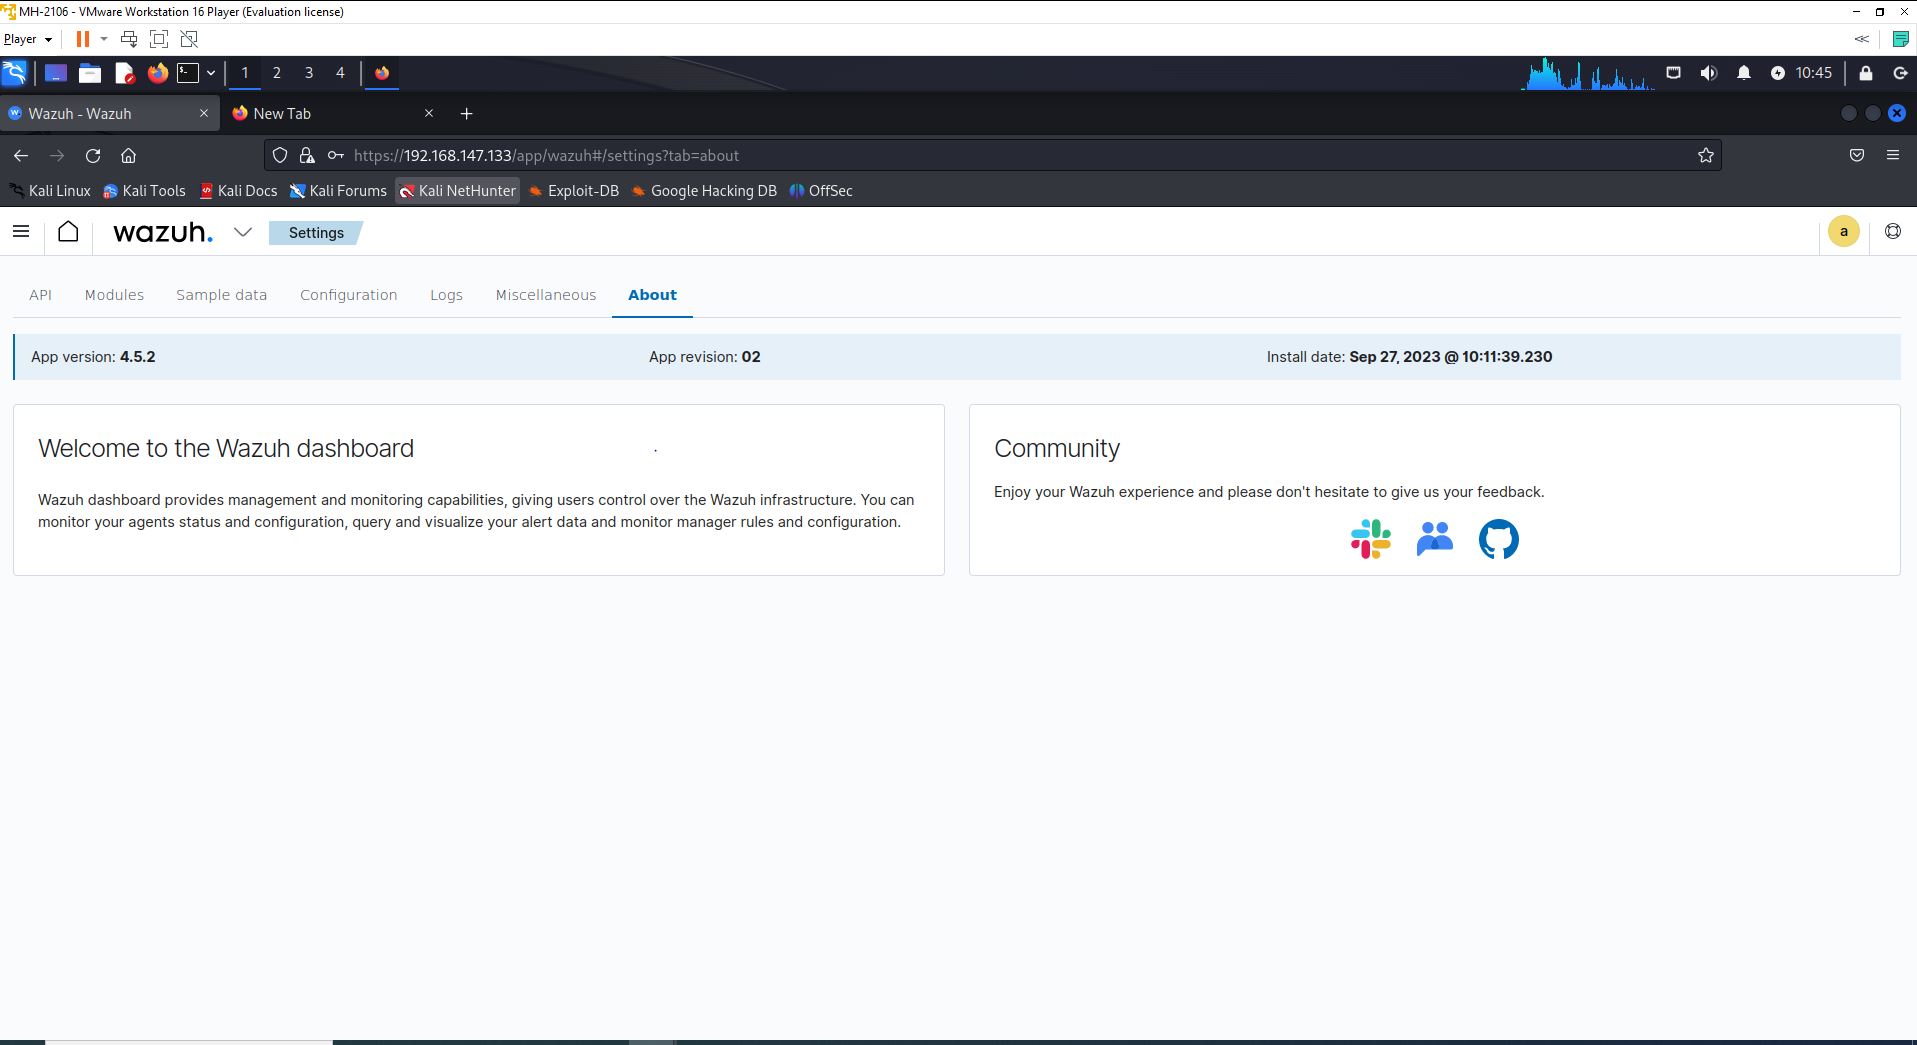 MH-2106 - VMware Workstation 16 Player (Evaluation license)
Player
1 2 3 4 10:45
Wazuh - Wazuh New Tab
https://192.168.147.133/app/wazuh#/settings?tab=about
Kali Linux Kali Tools Kali Docs Kali Forums Kali NetHunter Exploit-DB Google Hacking DB OffSec
wazuh. Settings a
API Modules Sample data Configuration Logs Miscellaneous About
App version: 4.5.2 App revision: 02 Install date: Sep 27, 2023 @ 10:11:39.230
Welcome to the Wazuh dashboard
Wazuh dashboard provides management and monitoring capabilities, giving users control over the Wazuh infrastructure. You can
monitor your agents status and configuration, query and visualize your alert data and monitor manager rules and configuration.
Community
Enjoy your Wazuh experience and please don't hesitate to give us your feedback.